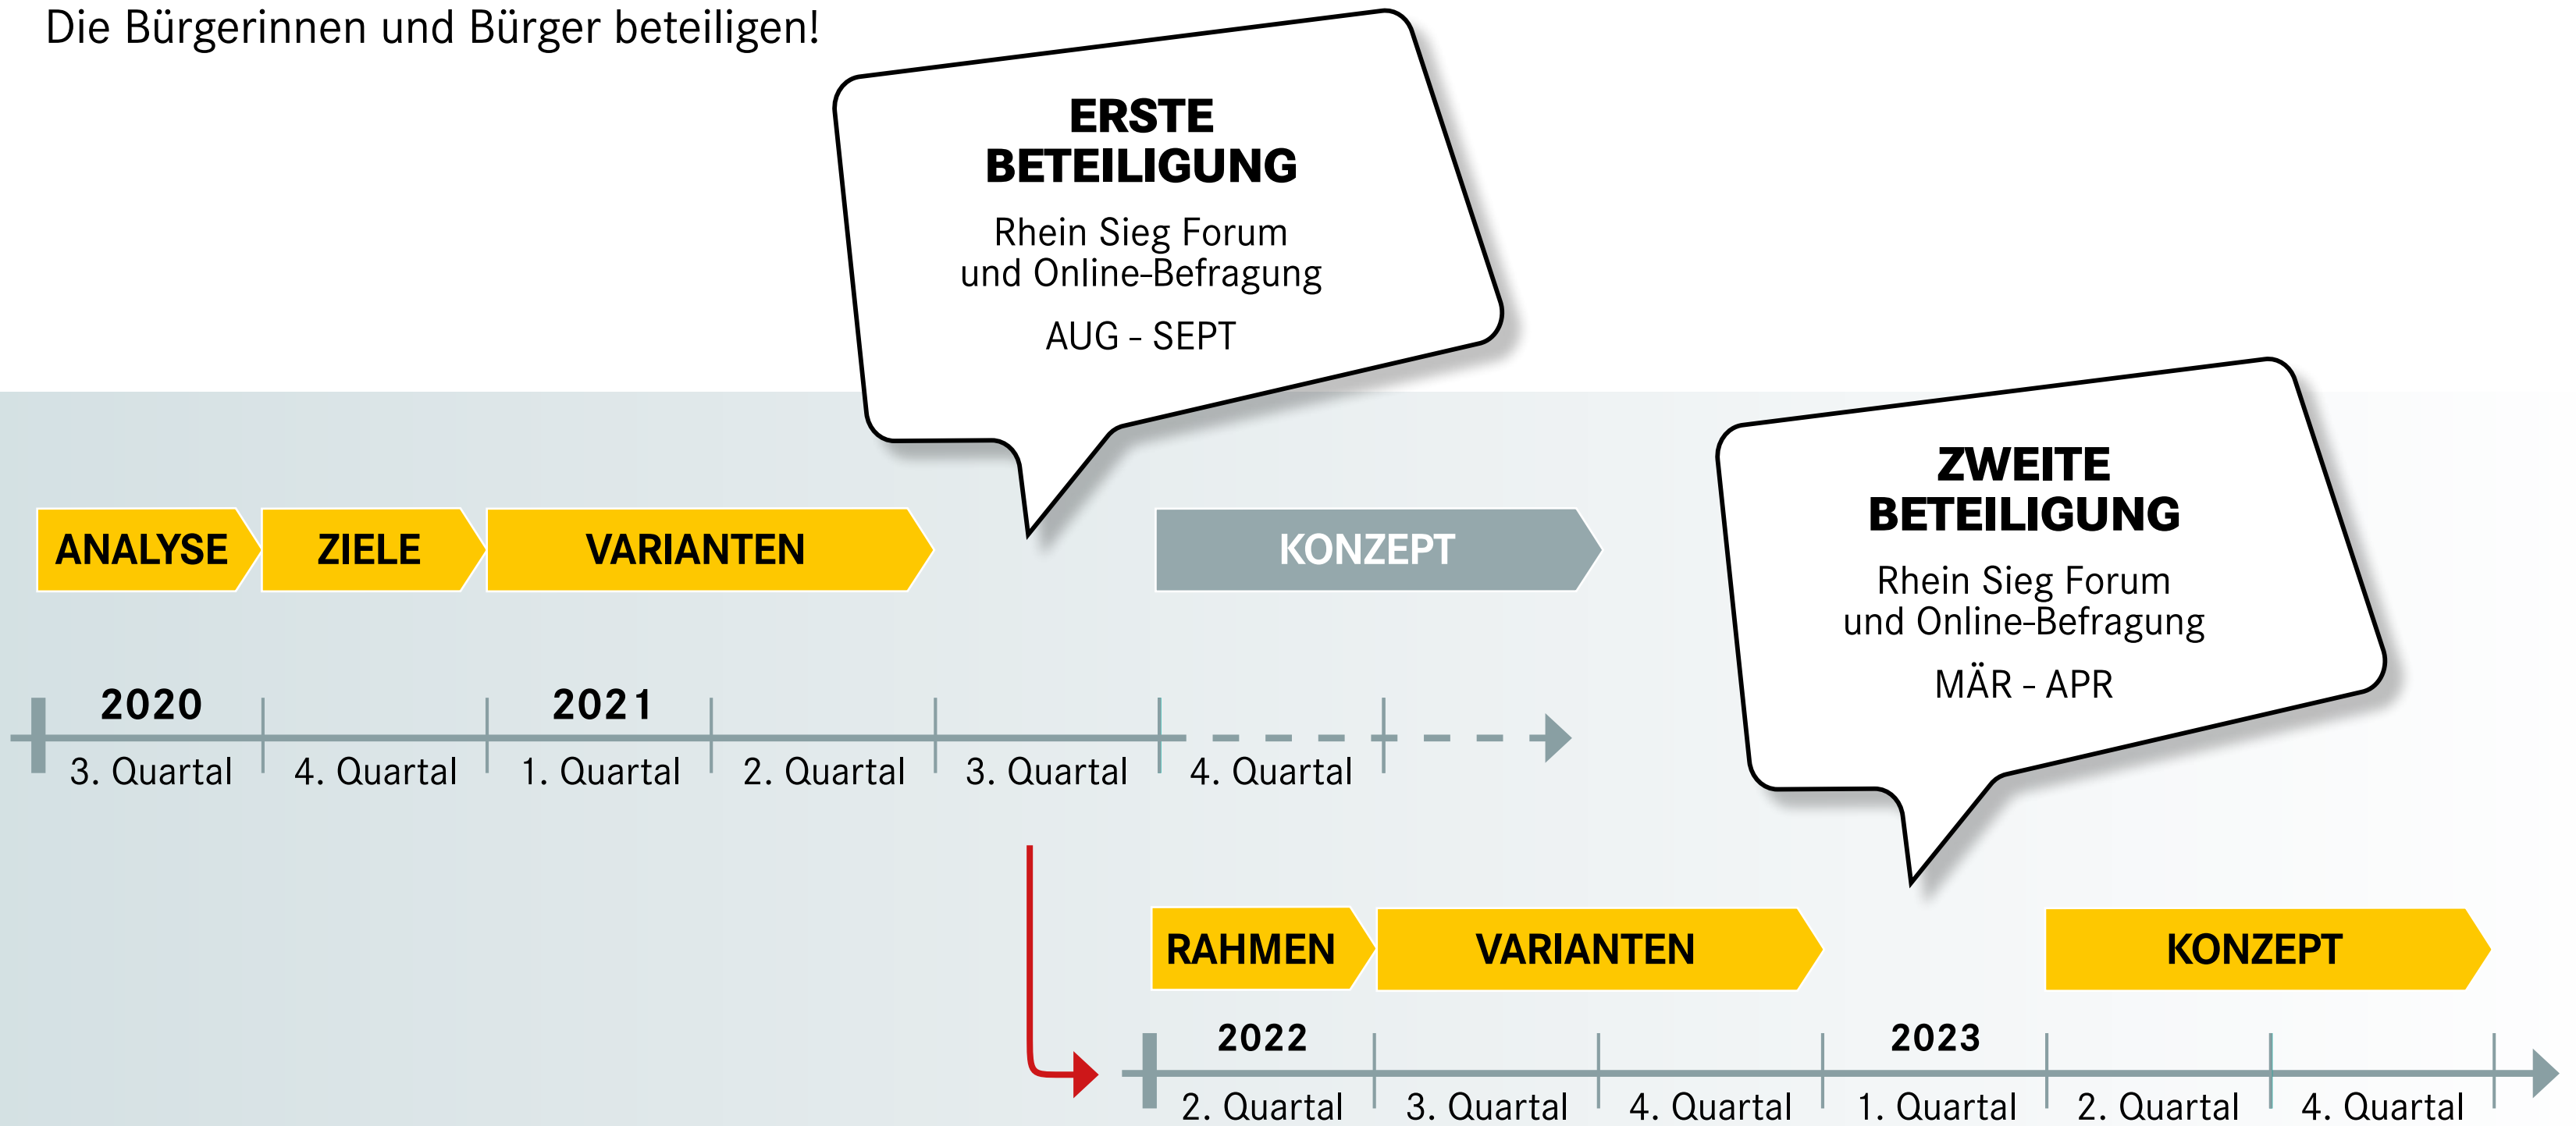 Die Bürgerinnen und Bürger beteiligen!
ERSTE
BETEILIGUNG
Rhein Sieg Forum
und Online-Befragung
AUG - SEPT
ZWEITE
BETEILIGUNG
Rhein Sieg Forum
und Online-Befragung
MÄR - APR
ANALYSE
ZIELE
VARIANTEN
KONZEPT
2020
2021
3. Quartal
4. Quartal
1. Quartal
2. Quartal
3. Quartal
4. Quartal
RAHMEN
VARIANTEN
KONZEPT
2022
2023
2. Quartal
3. Quartal
4. Quartal
1. Quartal
2. Quartal
4. Quartal